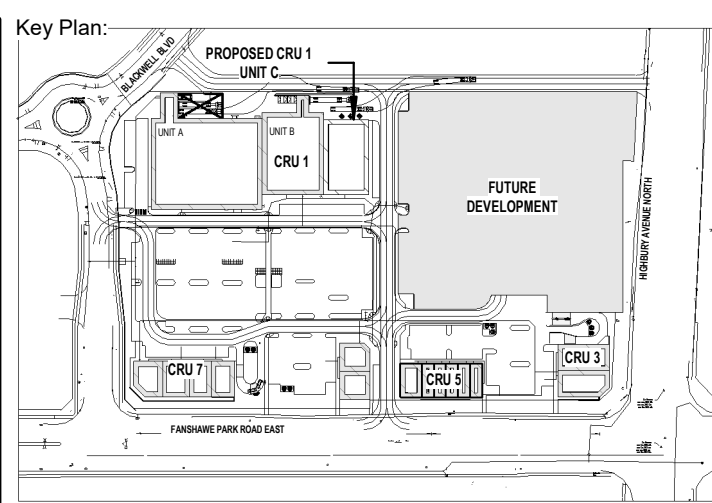 Key Plan:
BLACKWELL BLVD
PROPOSED CRU 1
UNIT C
UNIT A
UNIT B
CRU 1
FUTURE
DEVELOPMENT
HIGHBURY AVENUE NORTH
CRU 7
CRU 5
CRU 3
FANSHAWE PARK ROAD EAST